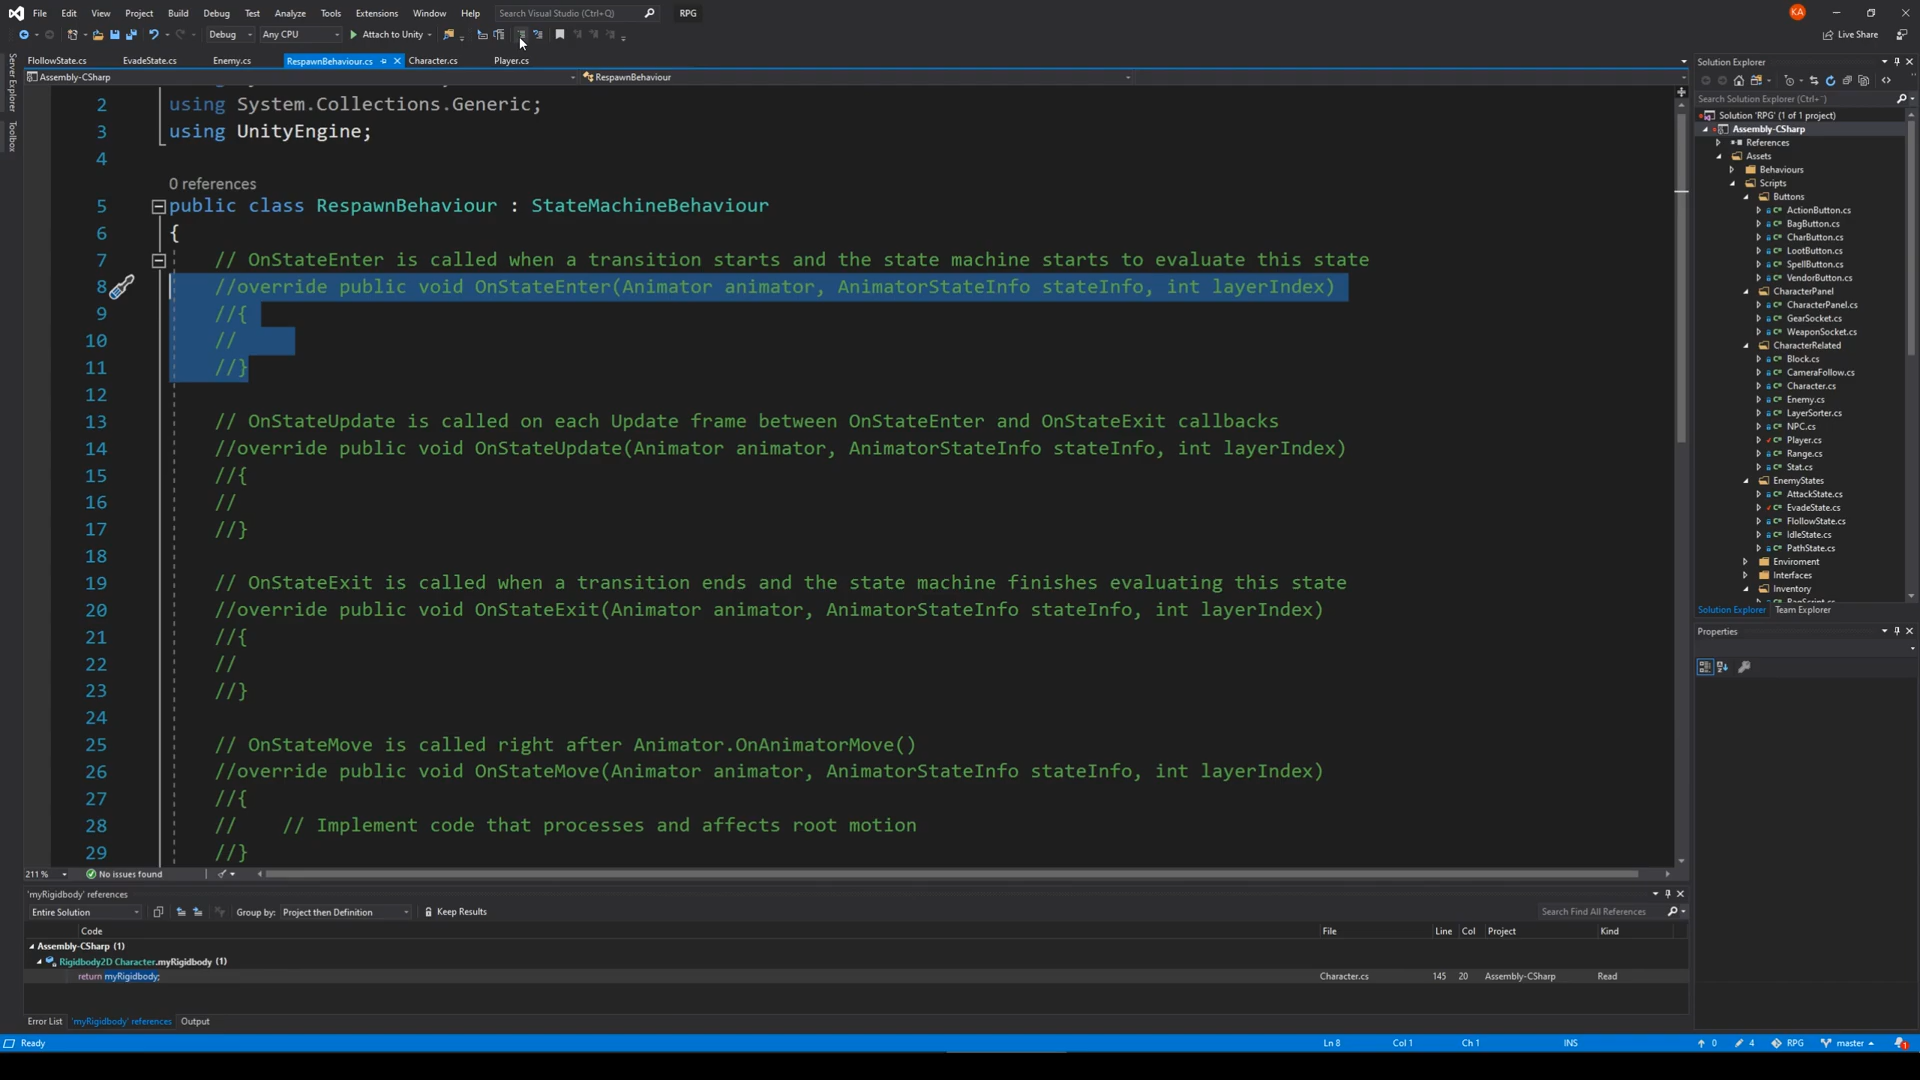 File Edit View Project Build Debug Test Analyze Tools Extensions Window Help Search Visual Studio (Ctrl+Q) RPG KA
Debug Any CPU Attach to Unity Live Share
FlollowState.cs EvadeState.cs Enemy.cs RespawnBehaviour.cs Character.cs Player.cs
Assembly-CSharp RespawnBehaviour
Server Explorer
Toolbox
2 using System.Collections.Generic;
3 using UnityEngine;
4
0 references
5 public class RespawnBehaviour : StateMachineBehaviour
6 {
7 // OnStateEnter is called when a transition starts and the state machine starts to evaluate this state
8 //override public void OnStateEnter(Animator animator, AnimatorStateInfo stateInfo, int layerIndex)
9 //{
10 //
11 //}
12
13 // OnStateUpdate is called on each Update frame between OnStateEnter and OnStateExit callbacks
14 //override public void OnStateUpdate(Animator animator, AnimatorStateInfo stateInfo, int layerIndex)
15 //{
16 //
17 //}
18
19 // OnStateExit is called when a transition ends and the state machine finishes evaluating this state
20 //override public void OnStateExit(Animator animator, AnimatorStateInfo stateInfo, int layerIndex)
21 //{
22 //
23 //}
24
25 // OnStateMove is called right after Animator.OnAnimatorMove()
26 //override public void OnStateMove(Animator animator, AnimatorStateInfo stateInfo, int layerIndex)
27 //{
28 // // Implement code that processes and affects root motion
29 //}
211 % No issues found
'myRigidbody' references
Entire Solution Group by: Project then Definition Keep Results Search Find All References
Code File Line Col Project Kind
Assembly-CSharp (1)
Rigidbody2D Character.myRigidbody (1)
return myRigidbody; Character.cs 145 20 Assembly-CSharp Read
Error List 'myRigidbody' references Output
Ready Ln 8 Col 1 Ch 1 INS 0 4 RPG master 1
Solution Explorer
Search Solution Explorer (Ctrl+¨)
Solution 'RPG' (1 of 1 project)
Assembly-CSharp
References
Assets
Behaviours
Scripts
Buttons
ActionButton.cs
BagButton.cs
CharButton.cs
LootButton.cs
SpellButton.cs
VendorButton.cs
CharacterPanel
CharacterPanel.cs
GearSocket.cs
WeaponSocket.cs
CharacterRelated
Block.cs
CameraFollow.cs
Character.cs
Enemy.cs
LayerSorter.cs
NPC.cs
Player.cs
Range.cs
Stat.cs
EnemyStates
AttackState.cs
EvadeState.cs
FlollowState.cs
IdleState.cs
PathState.cs
Enviroment
Interfaces
Inventory
Solution Explorer Team Explorer
Properties